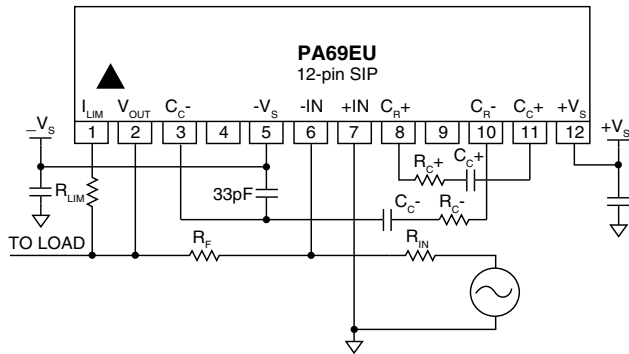 PA69EU
12-pin SIP
I_LIM V_OUT C_C- -V_S -IN +IN C_R+ C_R- C_C+ +V_S
1 2 3 4 5 6 7 8 9 10 11 12
–V_S
+V_S
R_C+ C_C+
R_LIM
33pF
C_C- R_C-
TO LOAD
R_F
R_IN